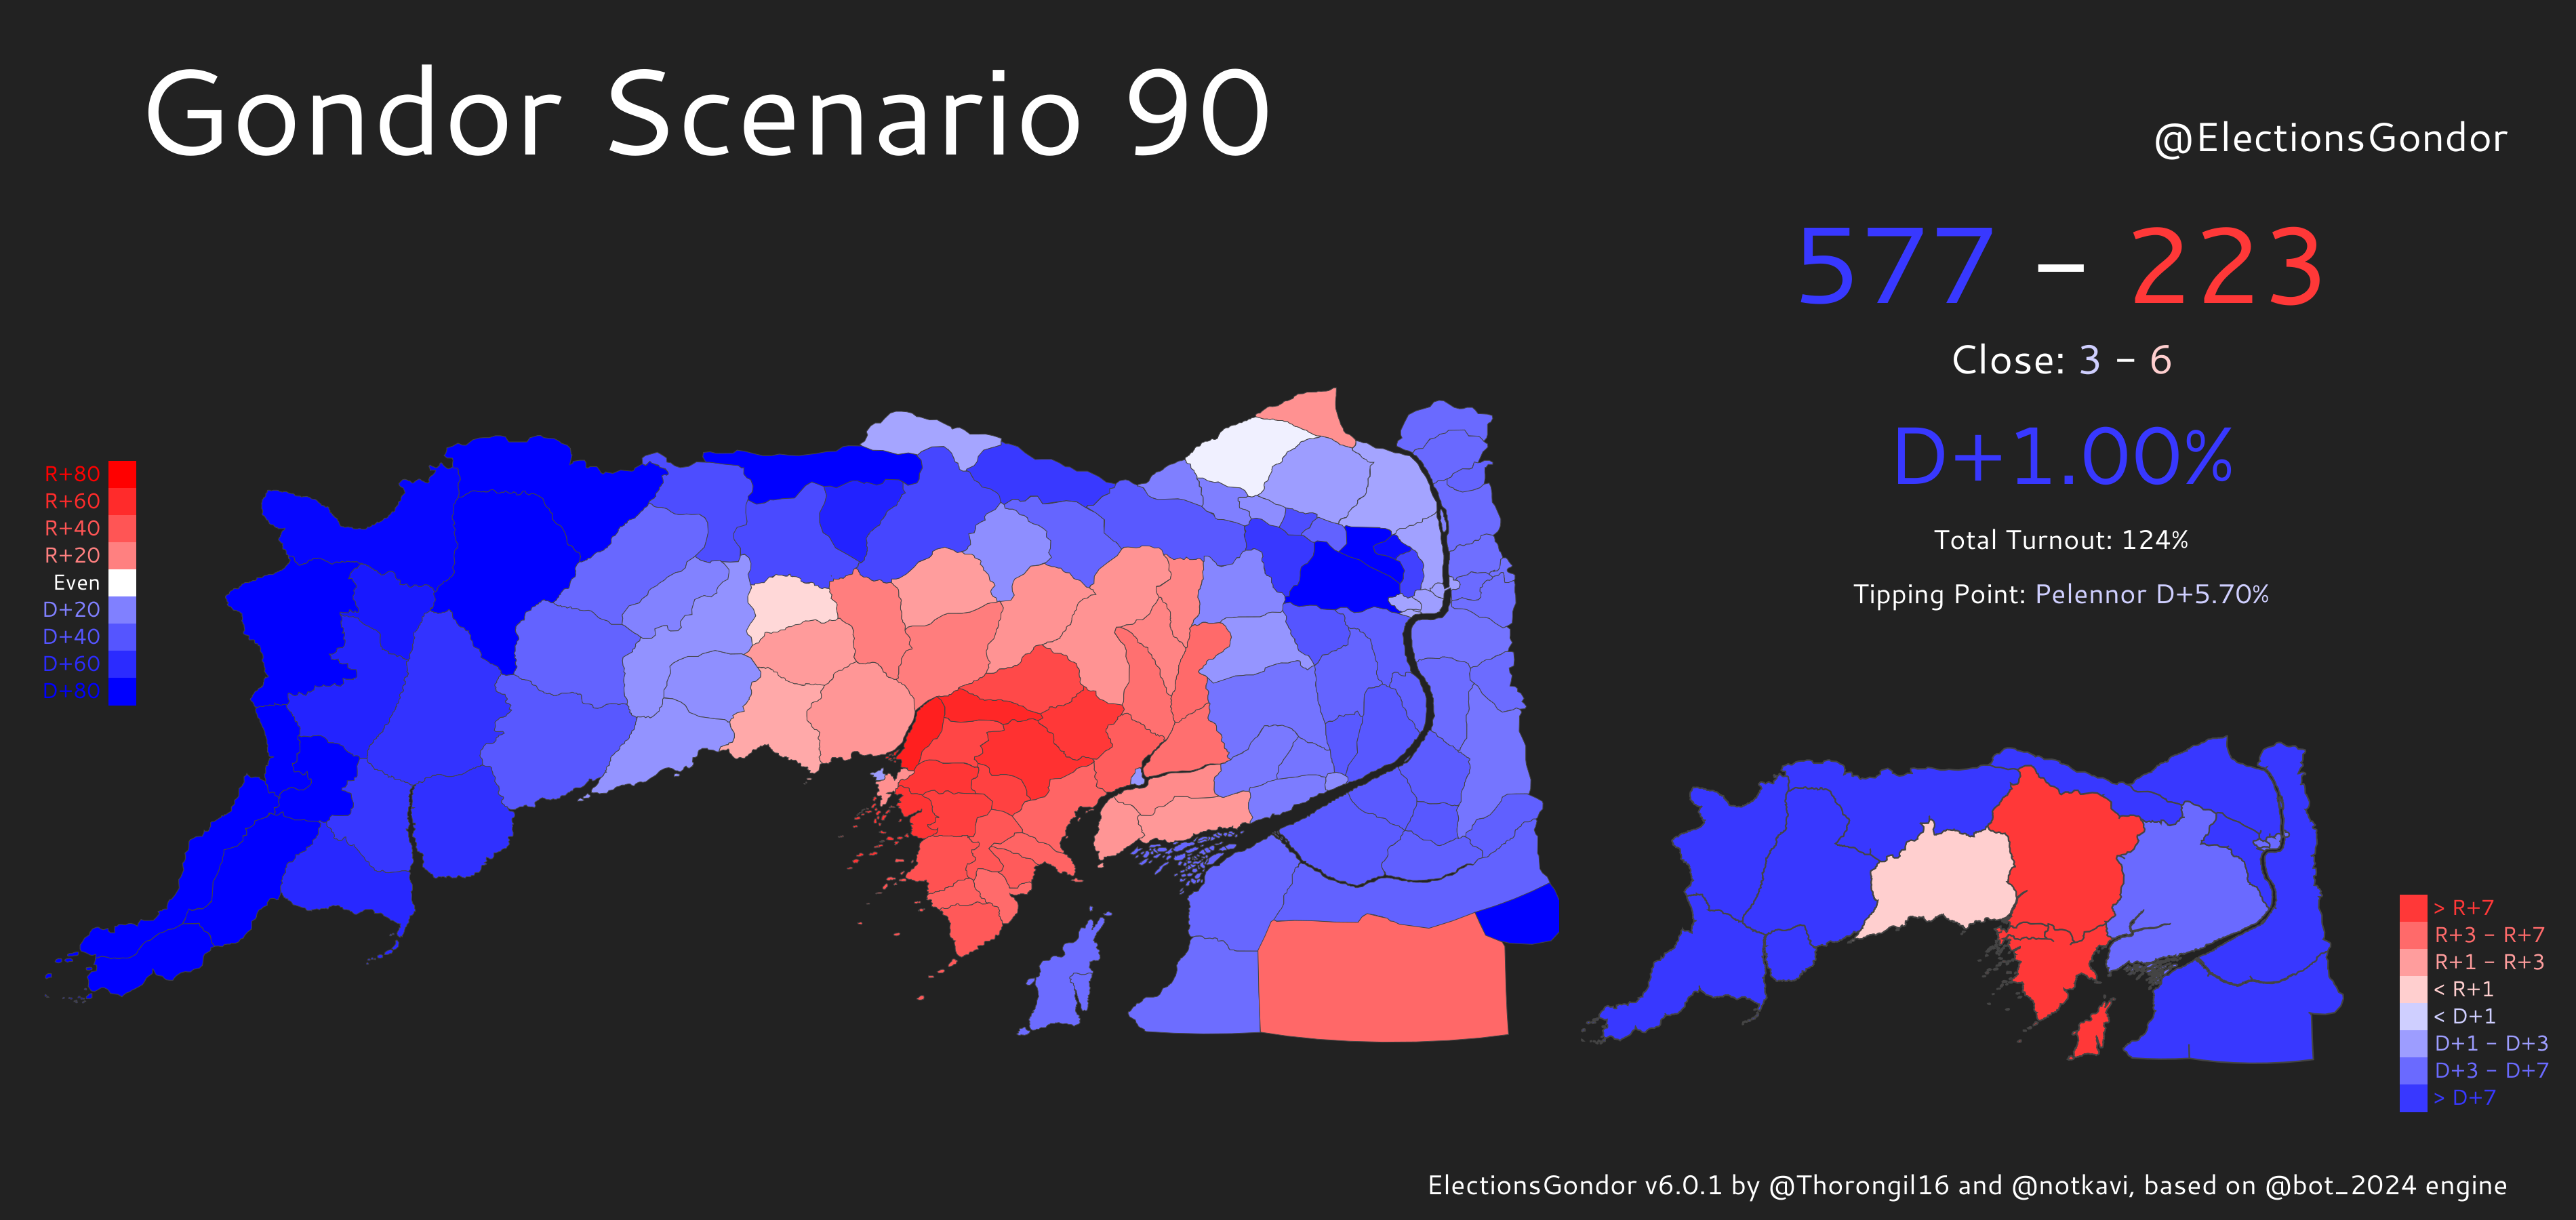 Gondor Scenario 90
@ElectionsGondor
577 – 223
Close: 3 – 6
D+1.00%
Total Turnout: 124%
Tipping Point: Pelennor D+5.70%
R+80
R+60
R+40
R+20
Even
D+20
D+40
D+60
D+80
> R+7
R+3 – R+7
R+1 – R+3
< R+1
< D+1
D+1 – D+3
D+3 – D+7
> D+7
ElectionsGondor v6.0.1 by @Thorongil16 and @notkavi, based on @bot_2024 engine